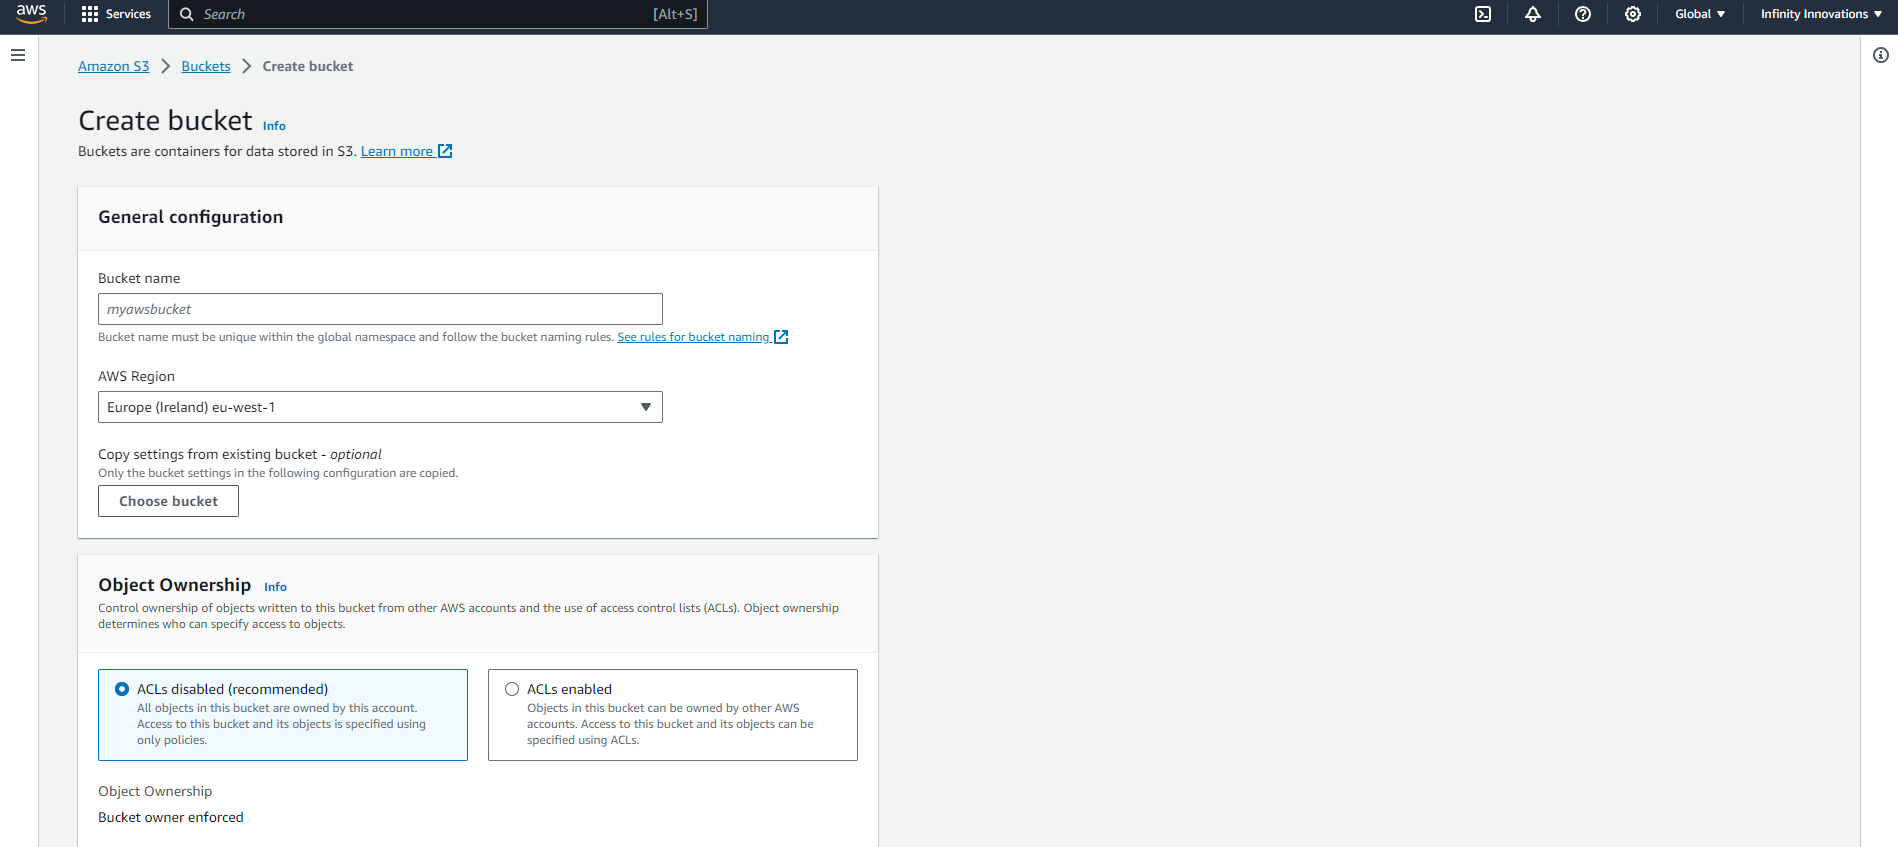 aws
Services
Search
[Alt+S]
Global
Infinity Innovations
Amazon S3
Buckets
Create bucket
Create bucket Info
Buckets are containers for data stored in S3. Learn more
General configuration
Bucket name
myawsbucket
Bucket name must be unique within the global namespace and follow the bucket naming rules. See rules for bucket naming
AWS Region
Europe (Ireland) eu-west-1
Copy settings from existing bucket - optional
Only the bucket settings in the following configuration are copied.
Choose bucket
Object Ownership Info
Control ownership of objects written to this bucket from other AWS accounts and the use of access control lists (ACLs). Object ownership
determines who can specify access to objects.
ACLs disabled (recommended)
All objects in this bucket are owned by this account.
Access to this bucket and its objects is specified using
only policies.
ACLs enabled
Objects in this bucket can be owned by other AWS
accounts. Access to this bucket and its objects can be
specified using ACLs.
Object Ownership
Bucket owner enforced